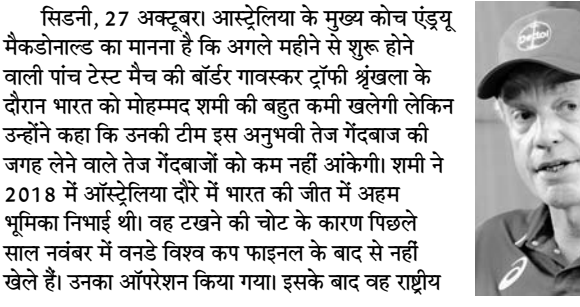 सिडनी, 27 अक्टूबर। आस्ट्रेलिया के मुख्य कोच एंड्रयू
मैकडोनाल्ड का मानना है कि अगले महीने से शुरू होने
वाली पांच टेस्ट मैच की बॉर्डर गावस्कर ट्रॉफी श्रृंखला के
दौरान भारत को मोहम्मद शमी की बहुत कमी खलेगी लेकिन
उन्होंने कहा कि उनकी टीम इस अनुभवी तेज गेंदबाज की
जगह लेने वाले तेज गेंदबाजों को कम नहीं आंकेगी। शमी ने
2018 में ऑस्ट्रेलिया दौरे में भारत की जीत में अहम
भूमिका निभाई थी। वह टखने की चोट के कारण पिछले
साल नवंबर में वनडे विश्व कप फाइनल के बाद से नहीं
खेले हैं। उनका ऑपरेशन किया गया। इसके बाद वह राष्ट्रीय
Dettol